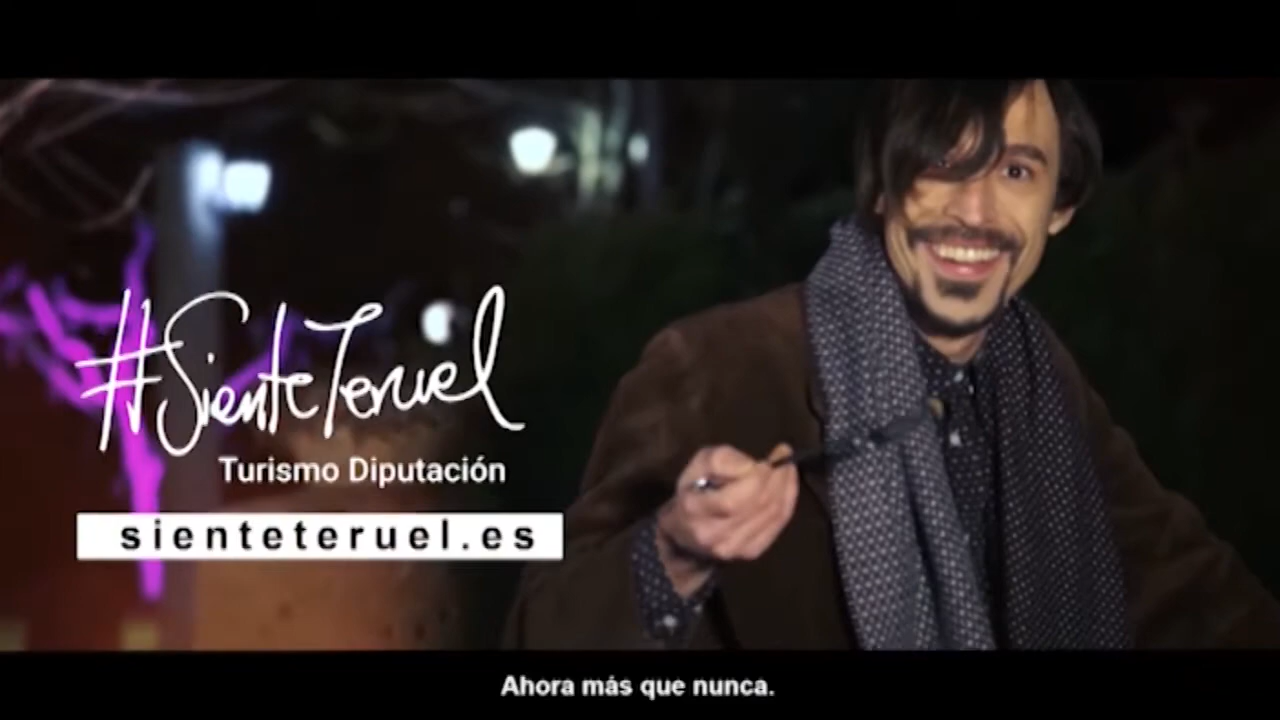 #SienteTeruel
Turismo Diputación
sienteteruel.es
Ahora más que nunca.